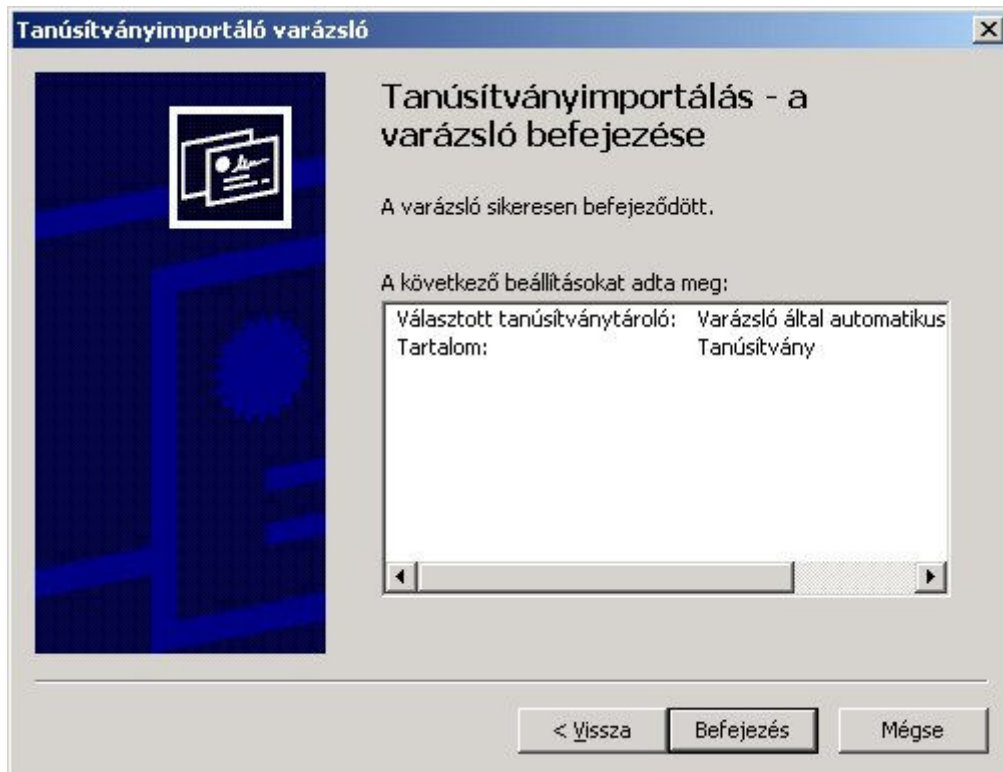 Tanúsítványimportáló varázsló
Tanúsítványimportálás - a
varázsló befejezése
A varázsló sikeresen befejeződött.
A következő beállításokat adta meg:
Választott tanúsítványtároló: Varázsló által automatikus
Tartalom: Tanúsítvány
< Vissza Befejezés Mégse